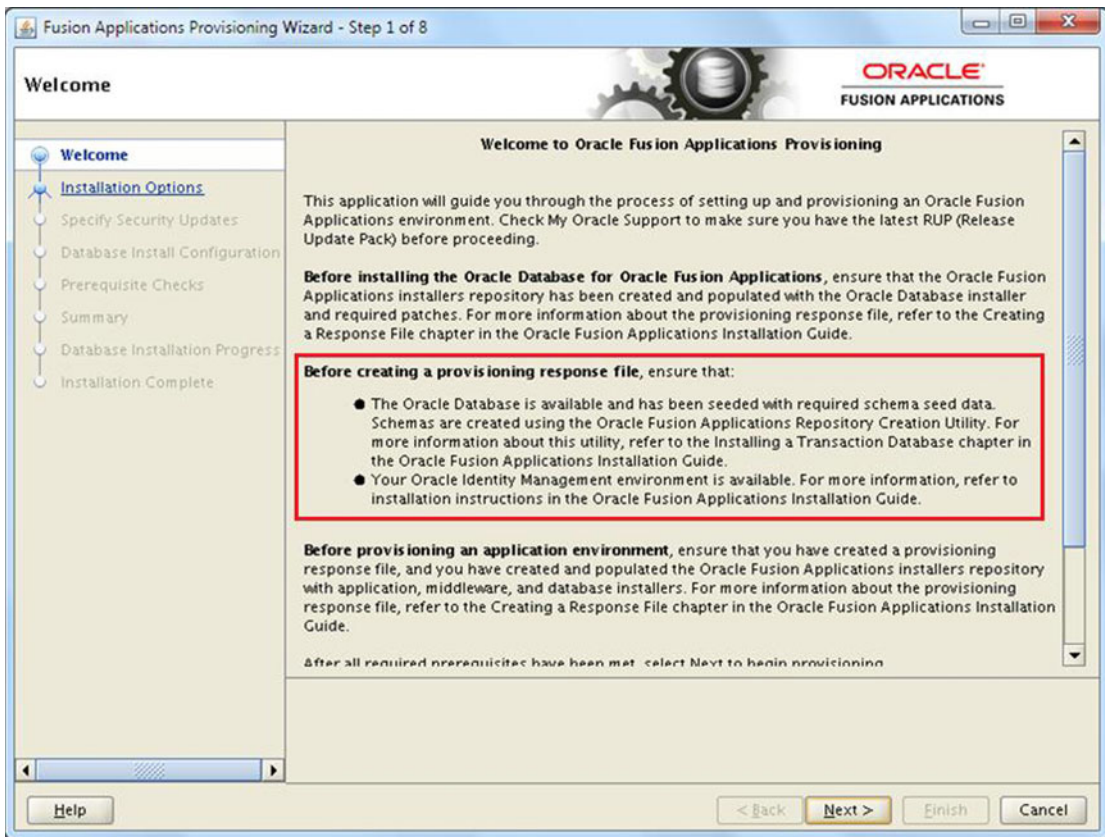 Fusion Applications Provisioning Wizard - Step 1 of 8
Welcome
ORACLE
FUSION APPLICATIONS
Welcome
Installation Options
Specify Security Updates
Database Install Configuration
Prerequisite Checks
Summary
Database Installation Progress
Installation Complete
Welcome to Oracle Fusion Applications Provisioning
This application will guide you through the process of setting up and provisioning an Oracle Fusion
Applications environment. Check My Oracle Support to make sure you have the latest RUP (Release
Update Pack) before proceeding.
Before installing the Oracle Database for Oracle Fusion Applications, ensure that the Oracle Fusion
Applications installers repository has been created and populated with the Oracle Database installer
and required patches. For more information about the provisioning response file, refer to the Creating
a Response File chapter in the Oracle Fusion Applications Installation Guide.
Before creating a provisioning response file, ensure that:
● The Oracle Database is available and has been seeded with required schema seed data.
Schemas are created using the Oracle Fusion Applications Repository Creation Utility. For
more information about this utility, refer to the Installing a Transaction Database chapter in
the Oracle Fusion Applications Installation Guide.
● Your Oracle Identity Management environment is available. For more information, refer to
installation instructions in the Oracle Fusion Applications Installation Guide.
Before provisioning an application environment, ensure that you have created a provisioning
response file, and you have created and populated the Oracle Fusion Applications installers repository
with application, middleware, and database installers. For more information about the provisioning
response file, refer to the Creating a Response File chapter in the Oracle Fusion Applications Installation
Guide.
After all required prerequisites have been met, select Next to begin provisioning
Help
< Back
Next >
Finish
Cancel